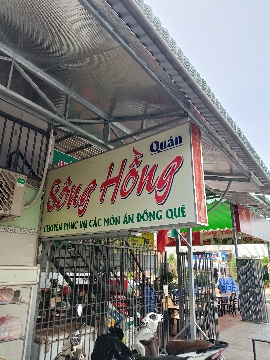 Quán
Sông Hồng
CHUYÊN PHỤC VỤ CÁC MÓN ĂN ĐỒNG QUÊ